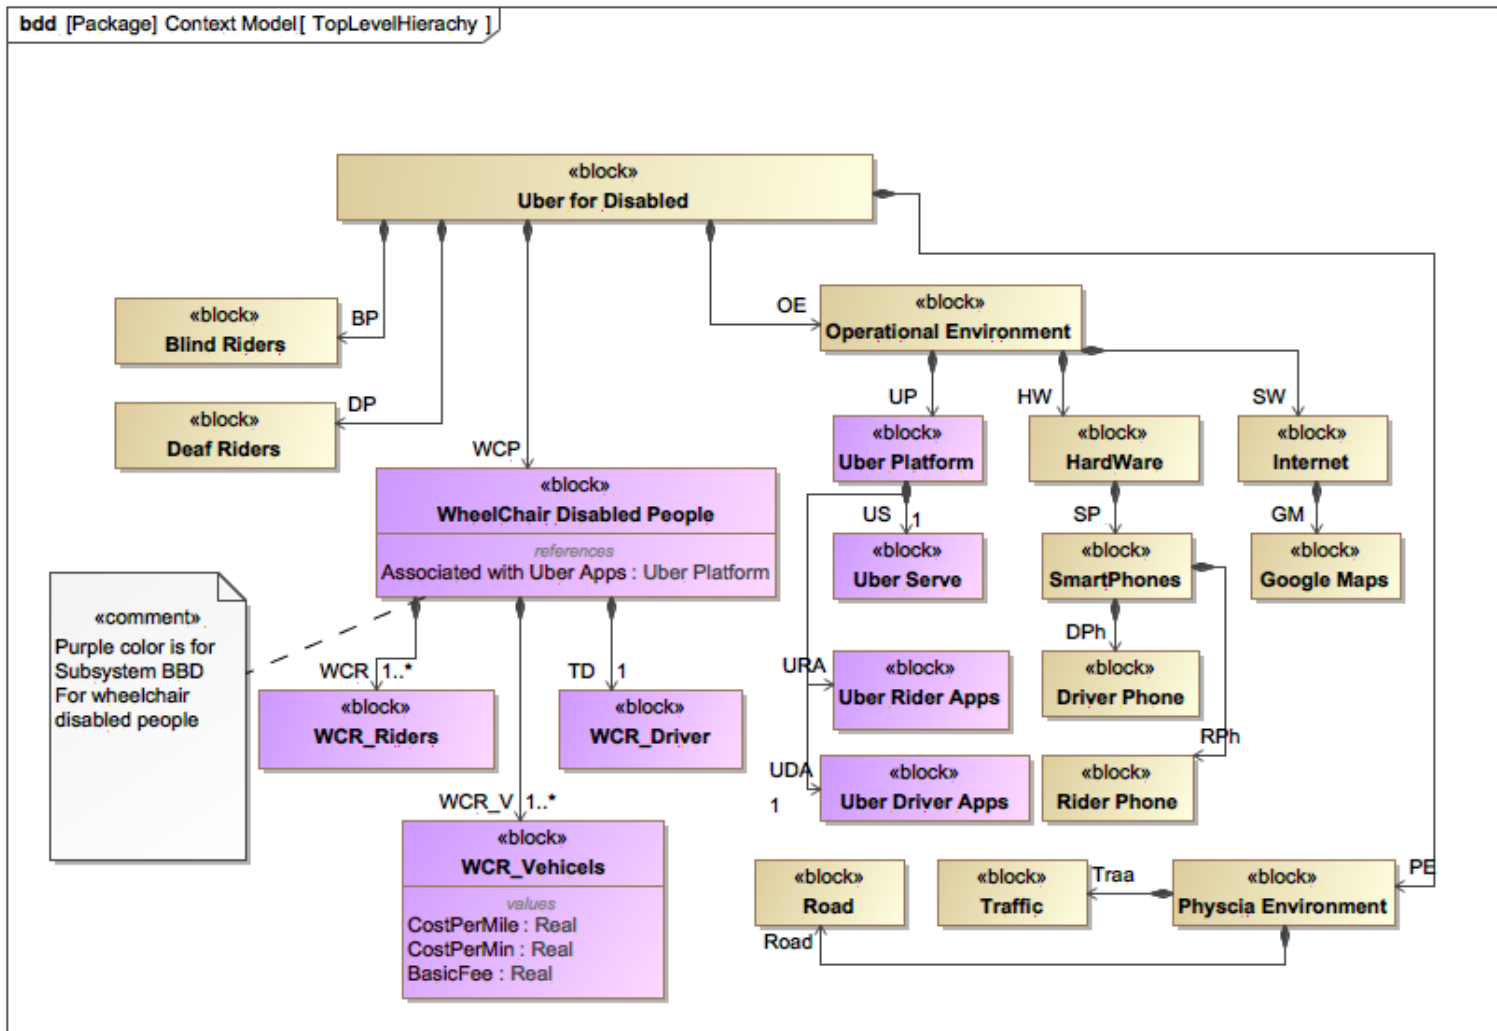 bdd [Package] Context Model[ TopLevelHierachy ]
«block»
Uber for Disabled
«block»
Blind Riders
BP
OE
«block»
Operational Environment
«block»
Deaf Riders
DP
WCP
UP
HW
SW
«block»
Uber Platform
«block»
HardWare
«block»
Internet
«block»
WheelChair Disabled People
references
Associated with Uber Apps : Uber Platform
US
1
SP
GM
«block»
Uber Serve
«block»
SmartPhones
«block»
Google Maps
«comment»
Purple color is for
Subsystem BBD
For wheelchair
disabled people
WCR
1..*
TD
1
URA
DPh
«block»
WCR_Riders
«block»
WCR_Driver
«block»
Uber Rider Apps
«block»
Driver Phone
RPh
WCR_V
1..*
UDA
1
«block»
Uber Driver Apps
«block»
Rider Phone
«block»
WCR_Vehicels
values
CostPerMile : Real
CostPerMin : Real
BasicFee : Real
«block»
Road
«block»
Traffic
Traa
«block»
Physcia Environment
PE
Road